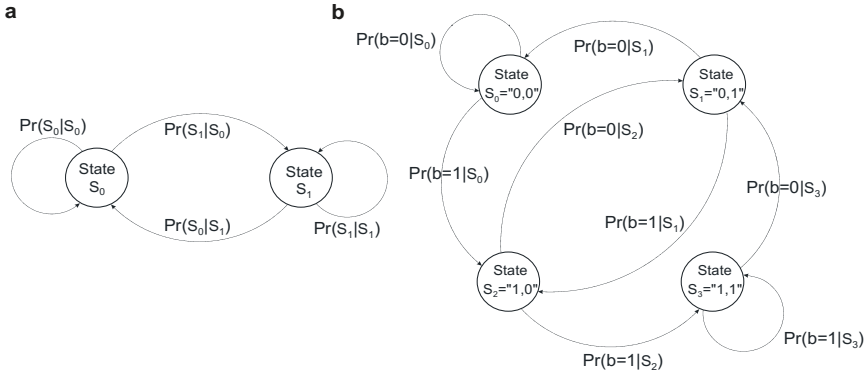 a
Pr(S₀|S₀)
Pr(S₁|S₀)
State
S₀
State
S₁
Pr(S₀|S₁)
Pr(S₁|S₁)
b
Pr(b=0|S₀)
Pr(b=0|S₁)
State
S₀="0,0"
State
S₁="0,1"
Pr(b=0|S₂)
Pr(b=1|S₀)
Pr(b=0|S₃)
Pr(b=1|S₁)
State
S₂="1,0"
State
S₃="1,1"
Pr(b=1|S₃)
Pr(b=1|S₂)